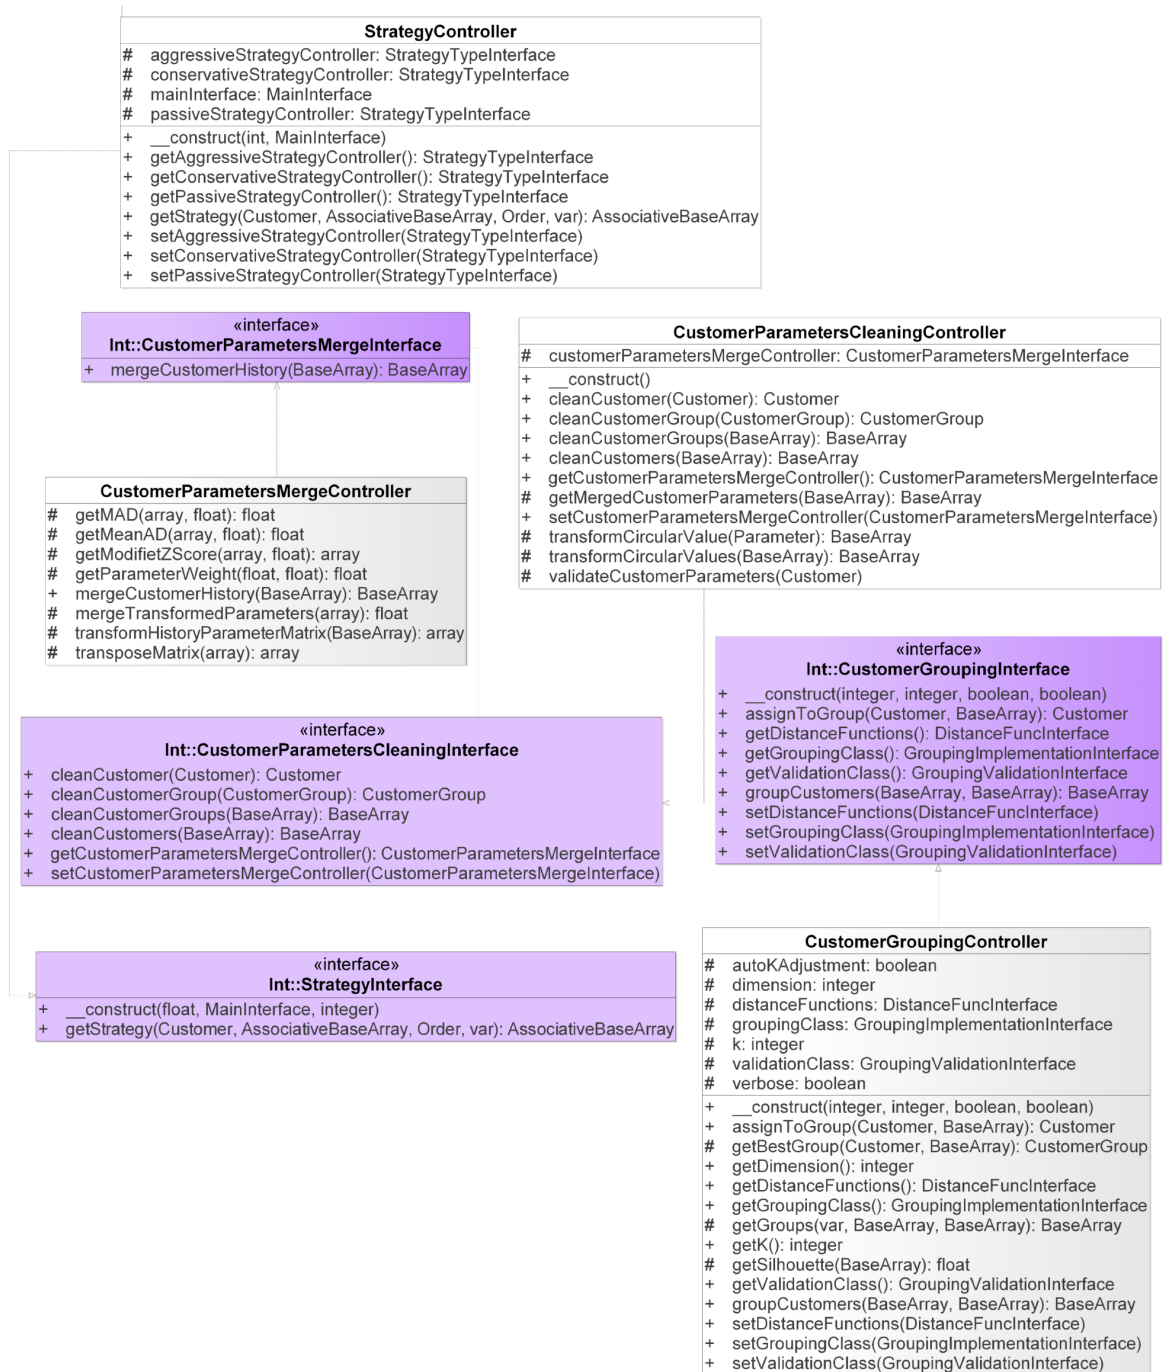 StrategyController
# aggressiveStrategyController: StrategyTypeInterface
# conservativeStrategyController: StrategyTypeInterface
# mainInterface: MainInterface
# passiveStrategyController: StrategyTypeInterface
+ __construct(int, MainInterface)
+ getAggressiveStrategyController(): StrategyTypeInterface
+ getConservativeStrategyController(): StrategyTypeInterface
+ getPassiveStrategyController(): StrategyTypeInterface
+ getStrategy(Customer, AssociativeBaseArray, Order, var): AssociativeBaseArray
+ setAggressiveStrategyController(StrategyTypeInterface)
+ setConservativeStrategyController(StrategyTypeInterface)
+ setPassiveStrategyController(StrategyTypeInterface)
«interface»
Int::CustomerParametersMergeInterface
+ mergeCustomerHistory(BaseArray): BaseArray
CustomerParametersCleaningController
# customerParametersMergeController: CustomerParametersMergeInterface
+ __construct()
+ cleanCustomer(Customer): Customer
+ cleanCustomerGroup(CustomerGroup): CustomerGroup
+ cleanCustomerGroups(BaseArray): BaseArray
+ cleanCustomers(BaseArray): BaseArray
+ getCustomerParametersMergeController(): CustomerParametersMergeInterface
# getMergedCustomerParameters(BaseArray): BaseArray
+ setCustomerParametersMergeController(CustomerParametersMergeInterface)
# transformCircularValue(Parameter): BaseArray
# transformCircularValues(BaseArray): BaseArray
# validateCustomerParameters(Customer)
CustomerParametersMergeController
# getMAD(array, float): float
# getMeanAD(array, float): float
# getModifietZScore(array, float): array
# getParameterWeight(float, float): float
+ mergeCustomerHistory(BaseArray): BaseArray
# mergeTransformedParameters(array): float
# transformHistoryParameterMatrix(BaseArray): array
# transposeMatrix(array): array
«interface»
Int::CustomerGroupingInterface
+ __construct(integer, integer, boolean, boolean)
+ assignToGroup(Customer, BaseArray): Customer
+ getDistanceFunctions(): DistanceFuncInterface
+ getGroupingClass(): GroupingImplementationInterface
+ getValidationClass(): GroupingValidationInterface
+ groupCustomers(BaseArray, BaseArray): BaseArray
+ setDistanceFunctions(DistanceFuncInterface)
+ setGroupingClass(GroupingImplementationInterface)
+ setValidationClass(GroupingValidationInterface)
«interface»
Int::CustomerParametersCleaningInterface
+ cleanCustomer(Customer): Customer
+ cleanCustomerGroup(CustomerGroup): CustomerGroup
+ cleanCustomerGroups(BaseArray): BaseArray
+ cleanCustomers(BaseArray): BaseArray
+ getCustomerParametersMergeController(): CustomerParametersMergeInterface
+ setCustomerParametersMergeController(CustomerParametersMergeInterface)
«interface»
Int::StrategyInterface
+ __construct(float, MainInterface, integer)
+ getStrategy(Customer, AssociativeBaseArray, Order, var): AssociativeBaseArray
CustomerGroupingController
# autoKAdjustment: boolean
# dimension: integer
# distanceFunctions: DistanceFuncInterface
# groupingClass: GroupingImplementationInterface
# k: integer
# validationClass: GroupingValidationInterface
# verbose: boolean
+ __construct(integer, integer, boolean, boolean)
+ assignToGroup(Customer, BaseArray): Customer
# getBestGroup(Customer, BaseArray): CustomerGroup
+ getDimension(): integer
+ getDistanceFunctions(): DistanceFuncInterface
+ getGroupingClass(): GroupingImplementationInterface
# getGroups(var, BaseArray, BaseArray): BaseArray
+ getK(): integer
# getSilhouette(BaseArray): float
+ getValidationClass(): GroupingValidationInterface
+ groupCustomers(BaseArray, BaseArray): BaseArray
+ setDistanceFunctions(DistanceFuncInterface)
+ setGroupingClass(GroupingImplementationInterface)
+ setValidationClass(GroupingValidationInterface)